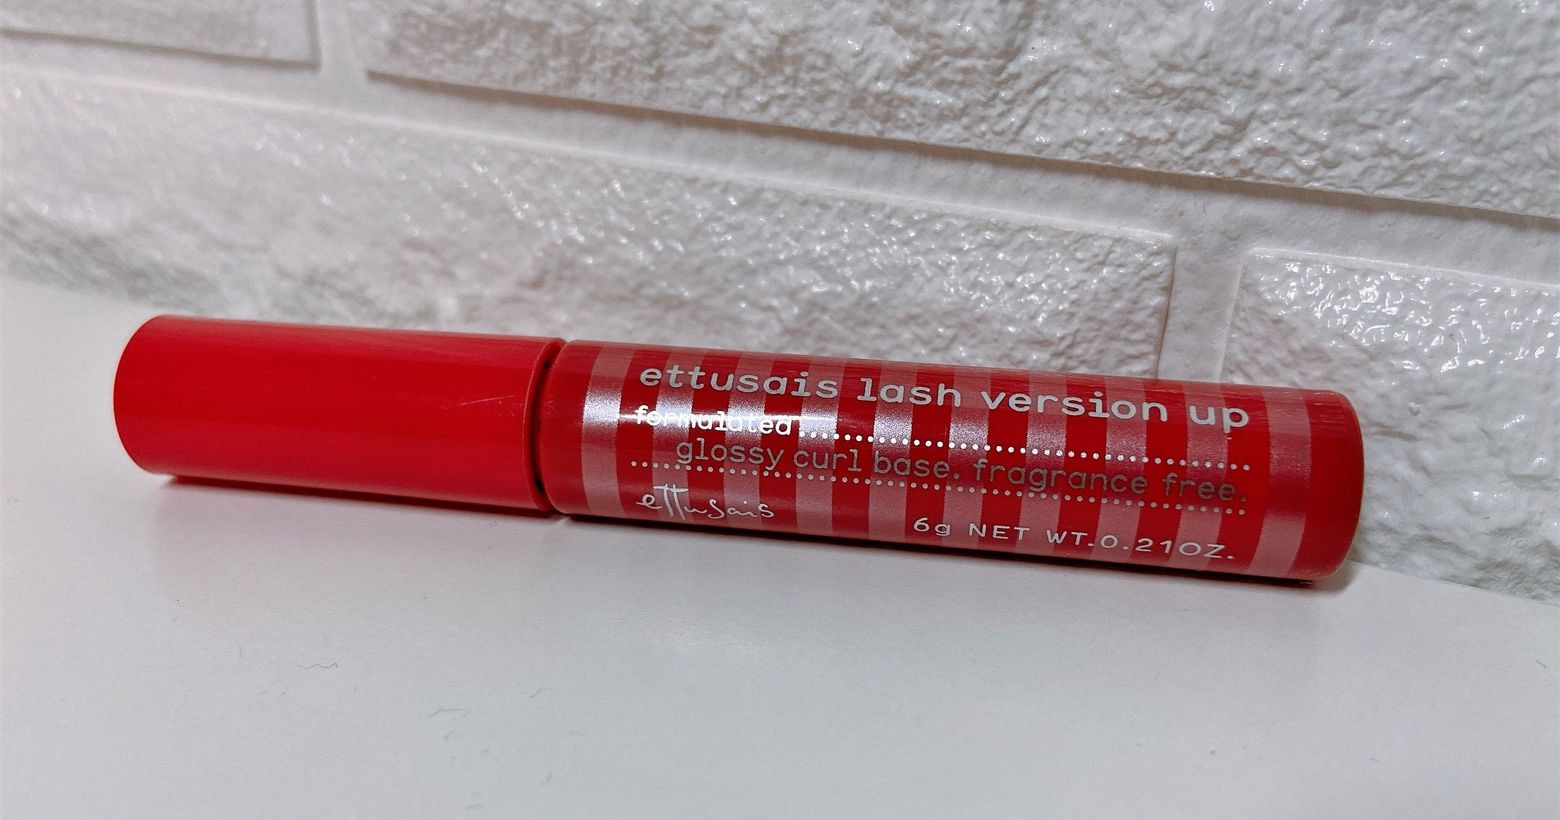 ettusais lash version up
formulated
glossy curl base. fragrance free.
ettusais
6g NET WT.0.21OZ.